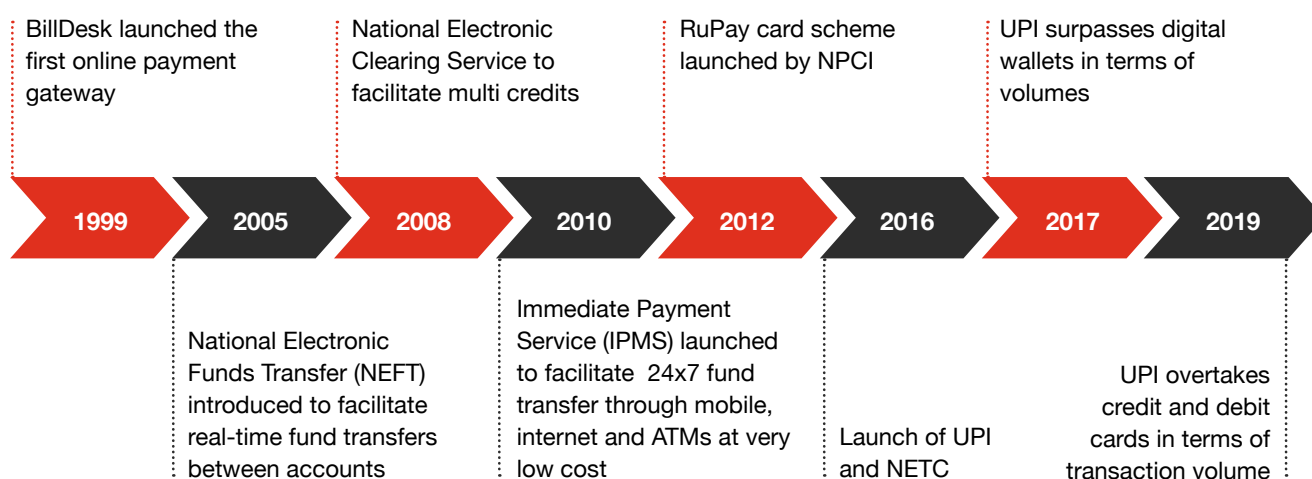 BillDesk launched the
first online payment
gateway
National Electronic
Clearing Service to
facilitate multi credits
RuPay card scheme
launched by NPCI
UPI surpasses digital
wallets in terms of
volumes
1999
2005
2008
2010
2012
2016
2017
2019
National Electronic
Funds Transfer (NEFT)
introduced to facilitate
real-time fund transfers
between accounts
Immediate Payment
Service (IPMS) launched
to facilitate 24x7 fund
transfer through mobile,
internet and ATMs at very
low cost
Launch of UPI
and NETC
UPI overtakes
credit and debit
cards in terms of
transaction volume